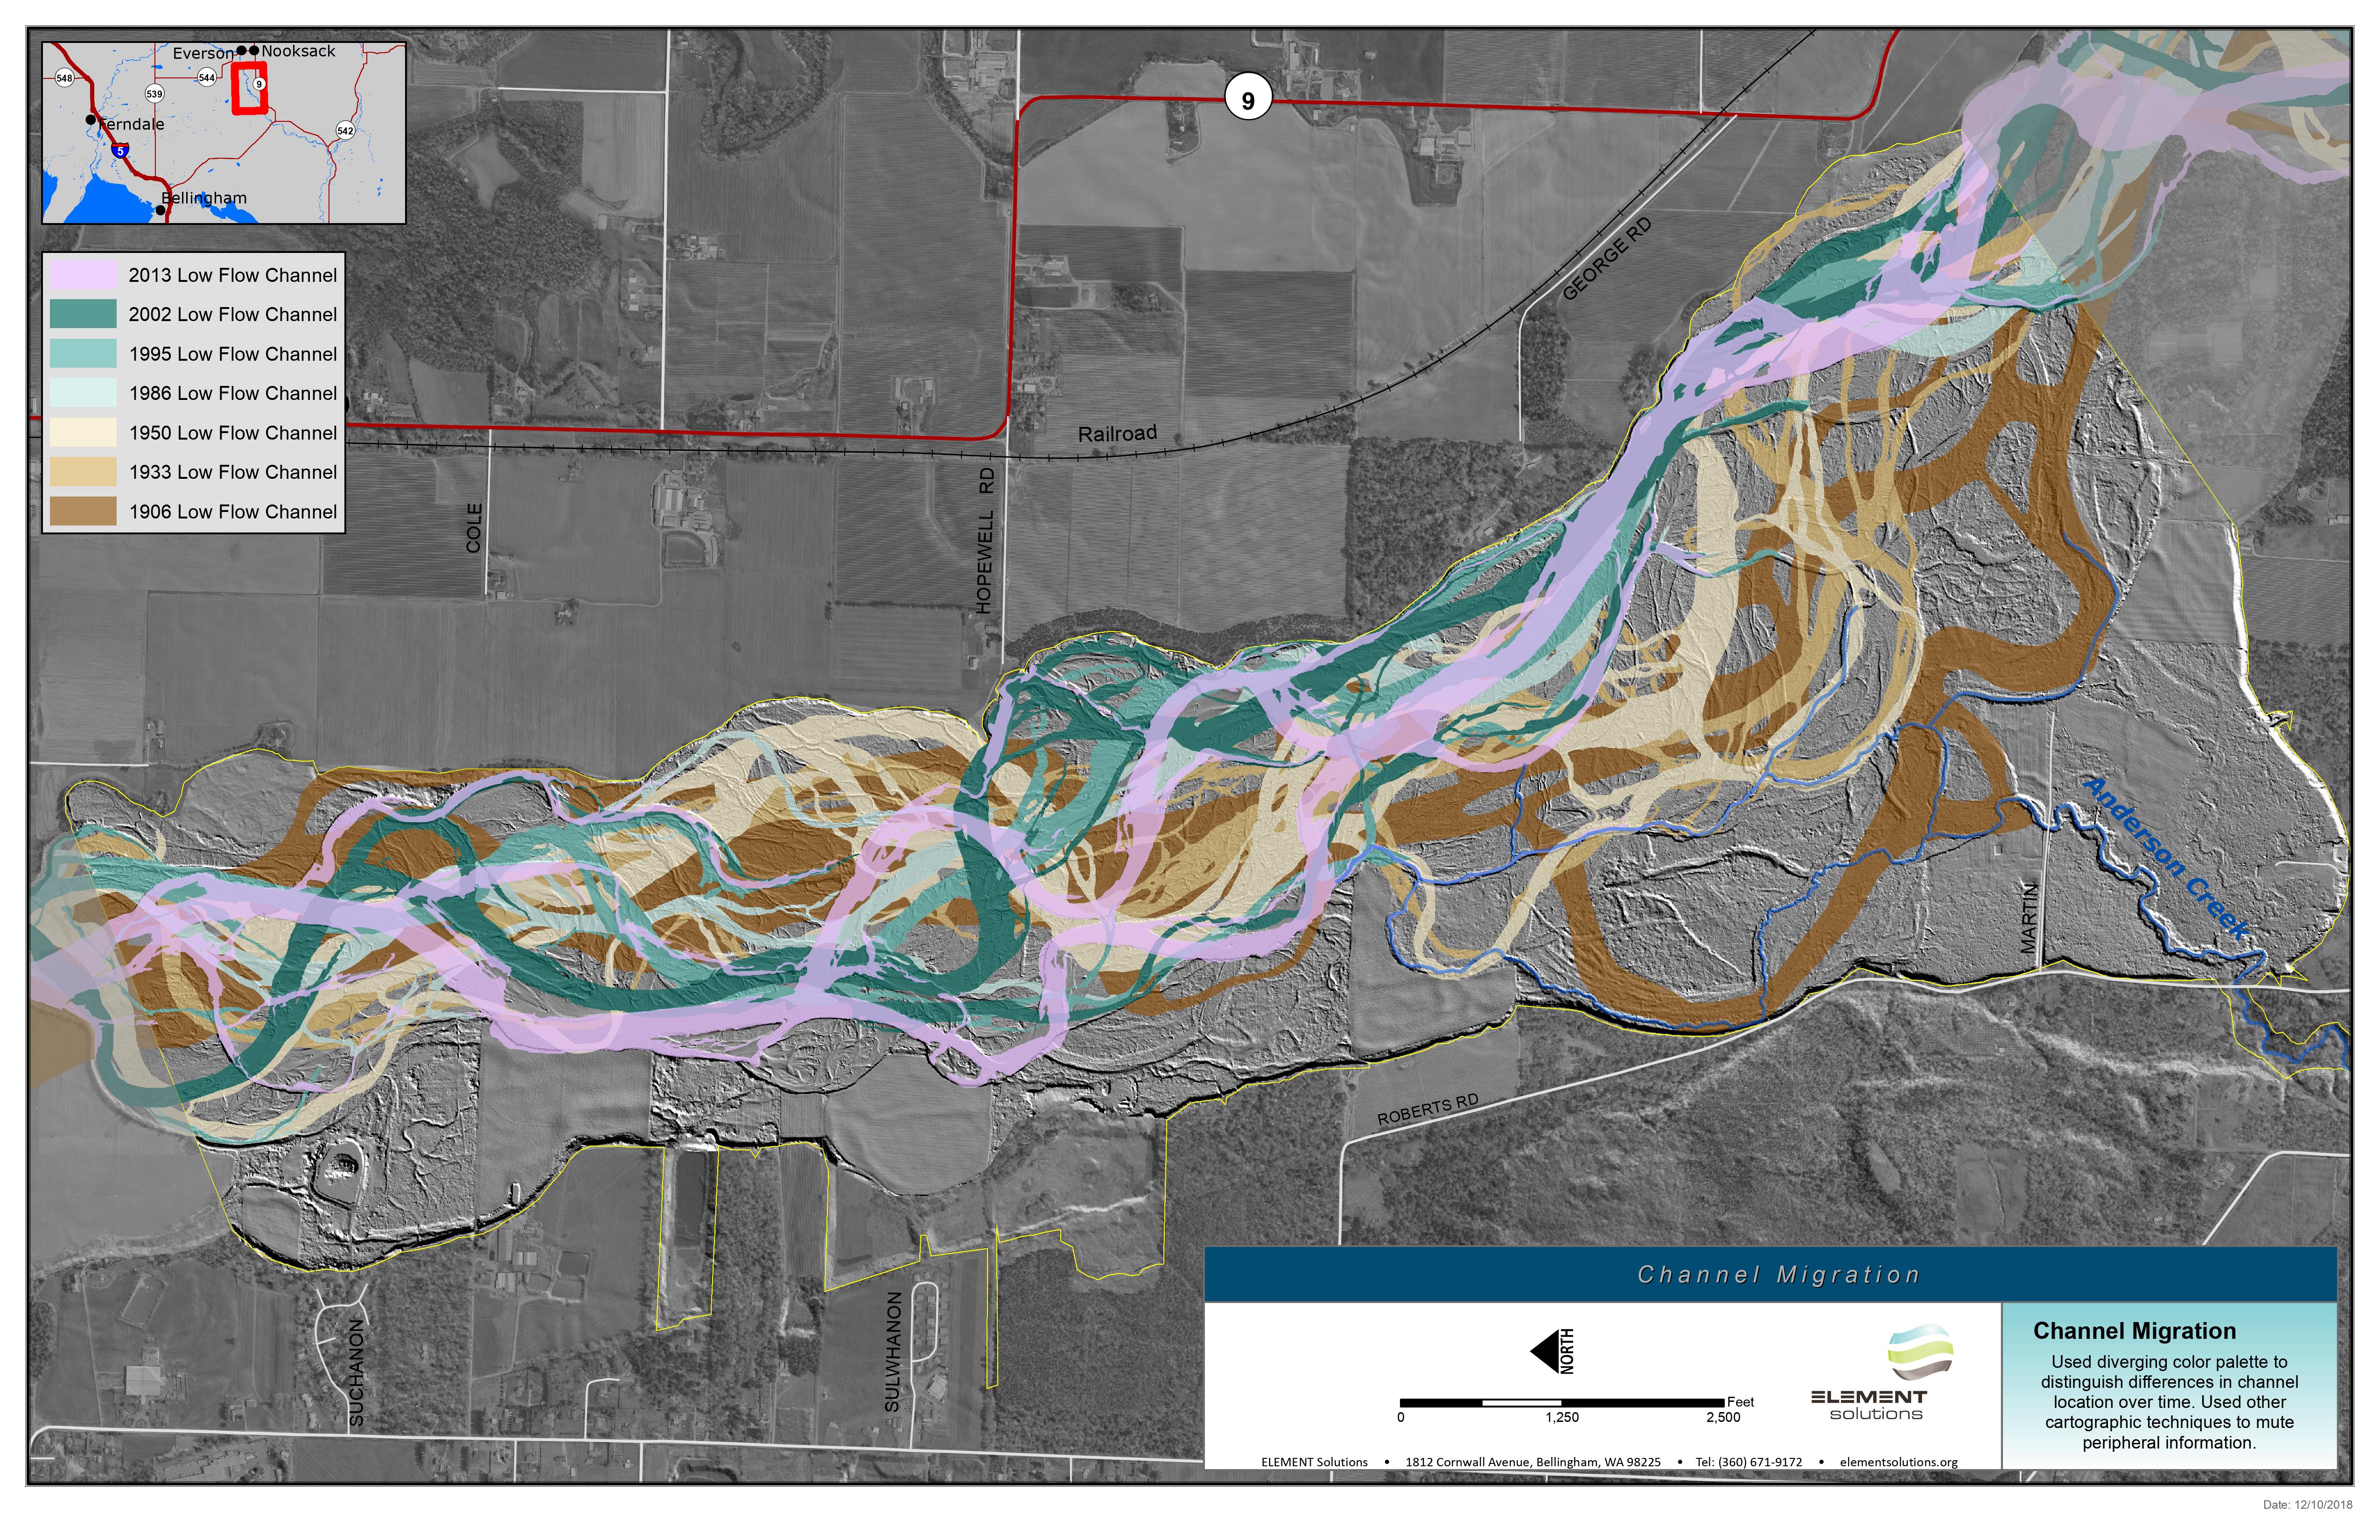 Everson
Nooksack
548
539
544
9
542
Ferndale
5
Bellingham
2013 Low Flow Channel
2002 Low Flow Channel
1995 Low Flow Channel
1986 Low Flow Channel
1950 Low Flow Channel
1933 Low Flow Channel
1906 Low Flow Channel
9
GEORGE RD
Railroad
COLE
HOPEWELL RD
Anderson Creek
MARTIN
ROBERTS RD
SUCHANON
SULWHANON
Channel Migration
NORTH
Feet
0
1,250
2,500
ELEMENT
solutions
ELEMENT Solutions • 1812 Cornwall Avenue, Bellingham, WA 98225 • Tel: (360) 671-9172 • elementsolutions.org
Channel Migration
Used diverging color palette to
distinguish differences in channel
location over time. Used other
cartographic techniques to mute
peripheral information.
Date: 12/10/2018